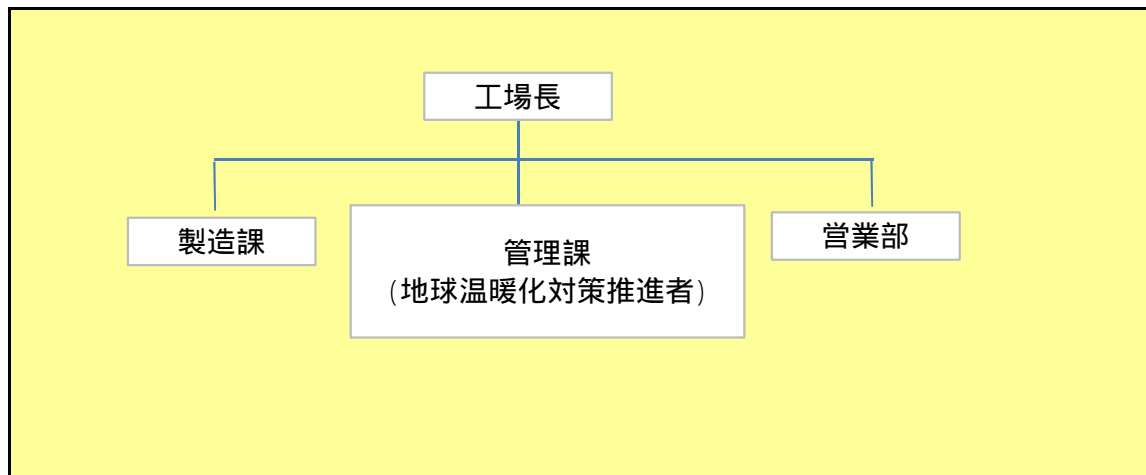 工場長
製造課
管理課
(地球温暖化対策推進者)
営業部